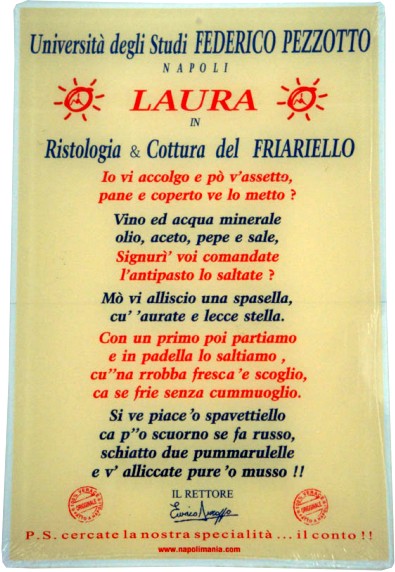 Università degli Studi FEDERICO PEZZOTTO
NAPOLI
LAURA
IN
Ristologia & Cottura del FRIARIELLO
Io vi accolgo e pò v'assetto,
pane e coperto ve lo metto ?
Vino ed acqua minerale
olio, aceto, pepe e sale,
Signurì' voi comandate
l'antipasto lo saltate ?
Mò vi alliscio una spasella,
cu' 'aurate e lecce stella.
Con un primo poi partiamo
e in padella lo saltiamo ,
cu''na rrobba fresca 'e scoglio,
ca se frie senza cummuoglio.
Si ve piace 'o spavettiello
ca p''o scuorno se fa russo,
schiatto due pummarulelle
e v' alliccate pure 'o musso !!
IL RETTORE
ORIGINALE
ORIGINALE
P.S. cercate la nostra specialità ... il conto !!
www.napolimania.com